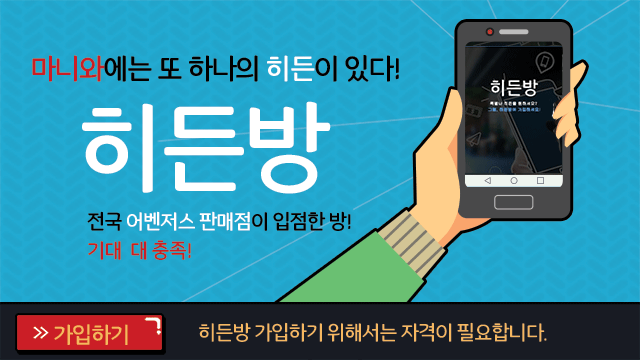 마니와에는 또 하나의 히든이 있다!
히든방
전국 어벤저스 판매점이 입점한 방!
기대 대 충족!
히든방
>> 가입하기
히든방 가입하기 위해서는 자격이 필요합니다.